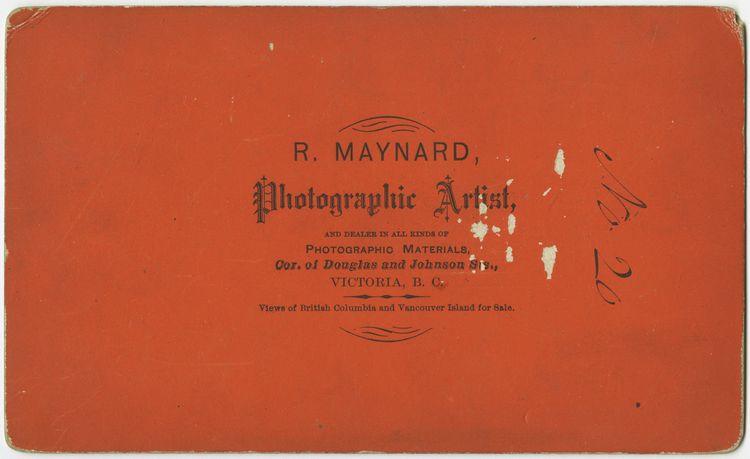 R. MAYNARD,
Photographic Artist,
AND DEALER IN ALL KINDS OF
PHOTOGRAPHIC MATERIALS,
Cor. of Douglas and Johnson Sts.,
VICTORIA, B. C.
Views of British Columbia and Vancouver Island for Sale.
No. 20